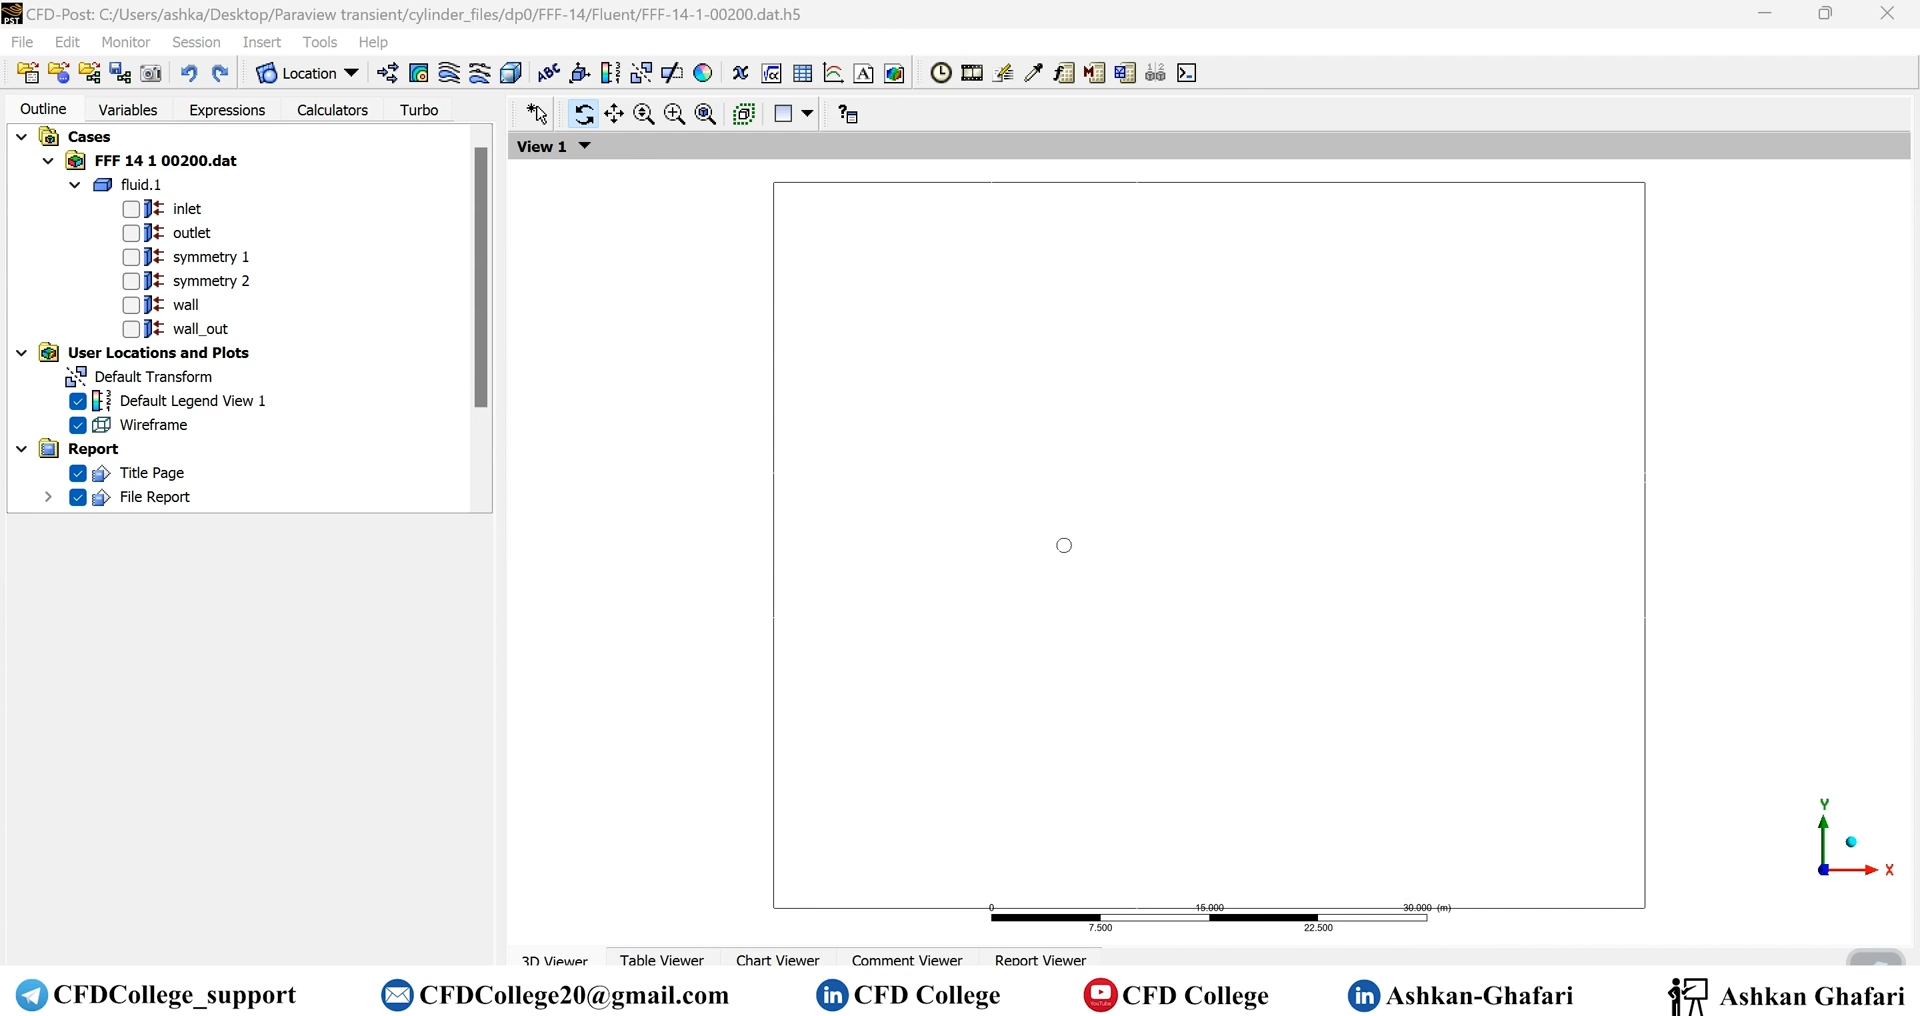 CFD-Post: C:/Users/ashka/Desktop/Paraview transient/cylinder_files/dp0/FFF-14/Fluent/FFF-14-1-00200.dat.h5
File Edit Monitor Session Insert Tools Help
Location
Outline Variables Expressions Calculators Turbo
Cases
FFF 14 1 00200.dat
fluid.1
inlet
outlet
symmetry 1
symmetry 2
wall
wall_out
User Locations and Plots
Default Transform
Default Legend View 1
Wireframe
Report
Title Page
File Report
View 1
Y
X
0 15.000 30.000 (m)
7.500 22.500
3D Viewer Table Viewer Chart Viewer Comment Viewer Report Viewer
CFDCollege_support CFDCollege20@gmail.com CFD College CFD College Ashkan-Ghafari Ashkan Ghafari